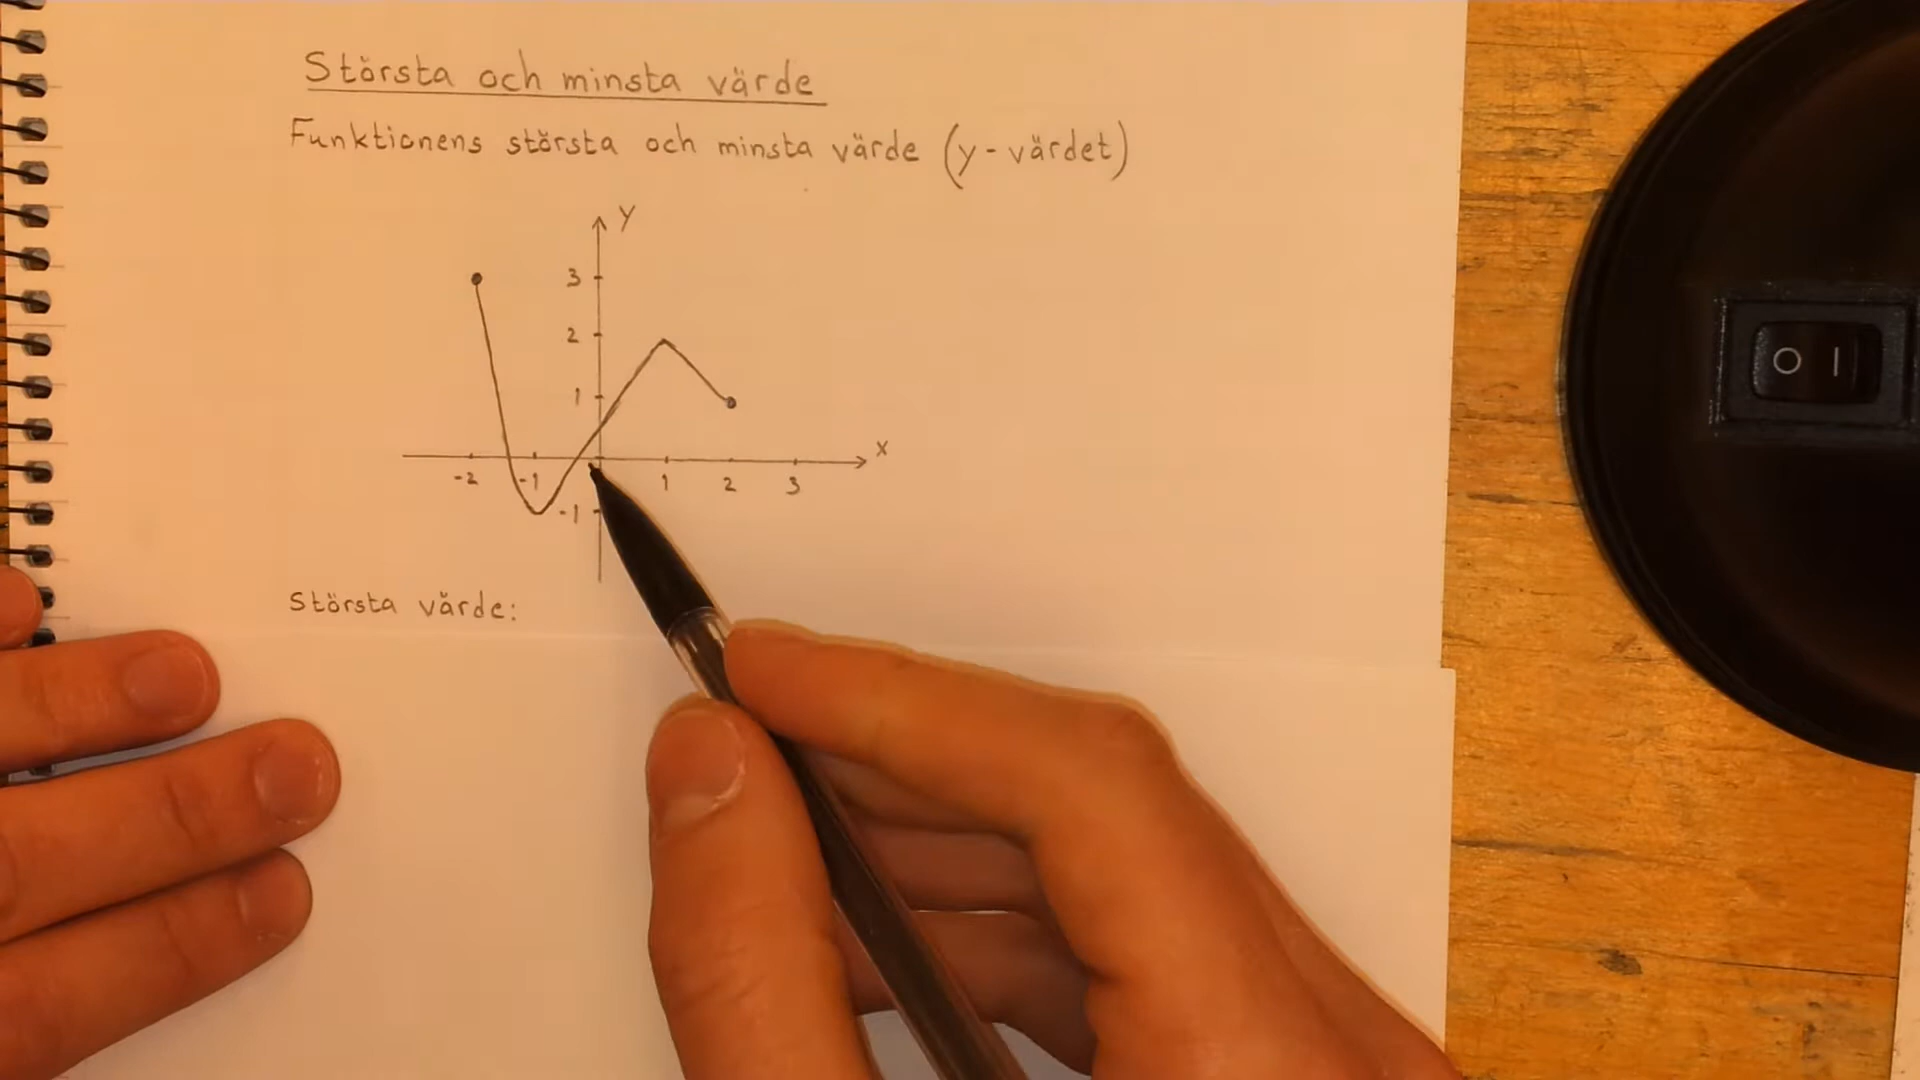 Största och minsta värde
Funktionens största och minsta värde (y-värdet)
y
3
2
1
x
-2 -1 1 2 3
-1
Största värde:
O I